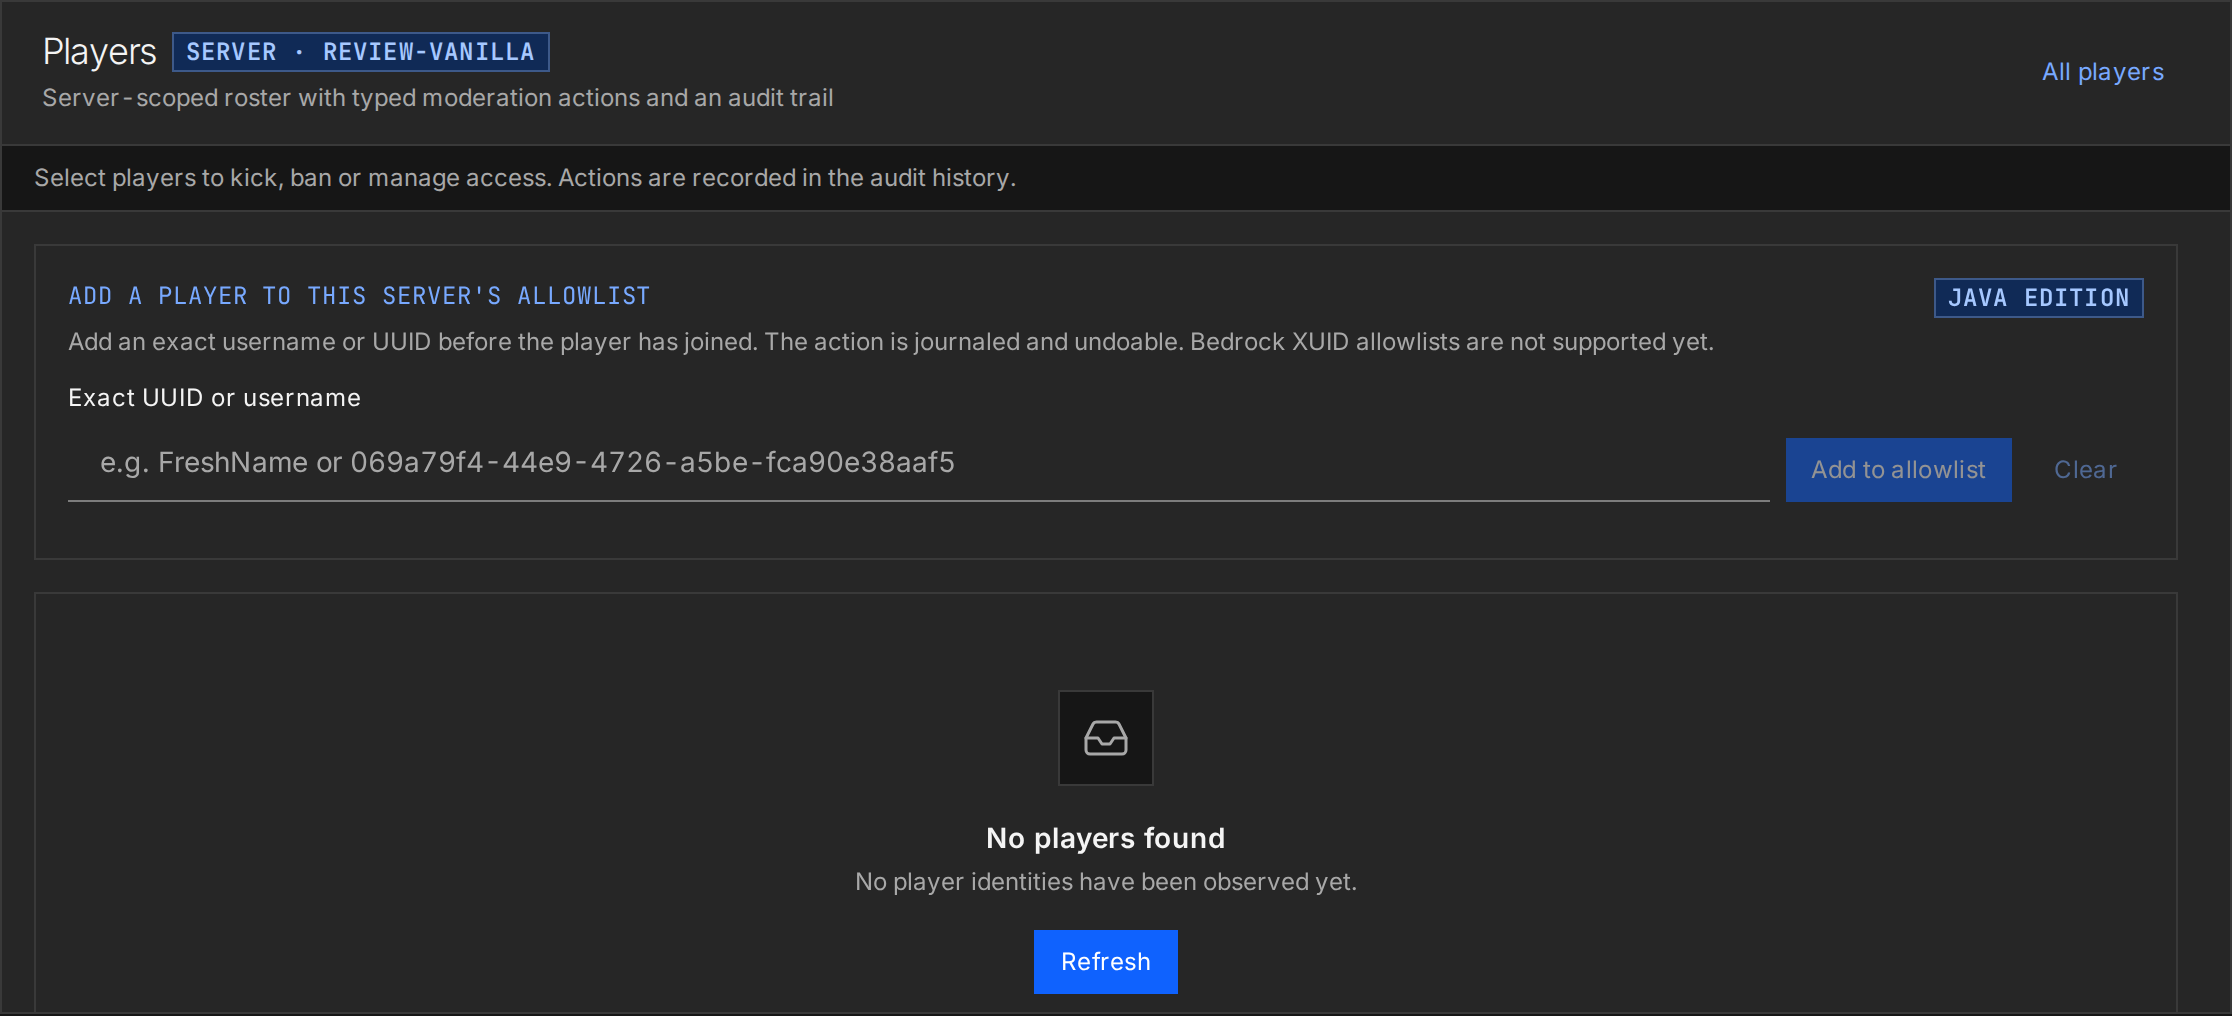 Players
SERVER · REVIEW-VANILLA
Server-scoped roster with typed moderation actions and an audit trail
All players
Select players to kick, ban or manage access. Actions are recorded in the audit history.
ADD A PLAYER TO THIS SERVER'S ALLOWLIST
JAVA EDITION
Add an exact username or UUID before the player has joined. The action is journaled and undoable. Bedrock XUID allowlists are not supported yet.
Exact UUID or username
e.g. FreshName or 069a79f4-44e9-4726-a5be-fca90e38aaf5
Add to allowlist
Clear
No players found
No player identities have been observed yet.
Refresh